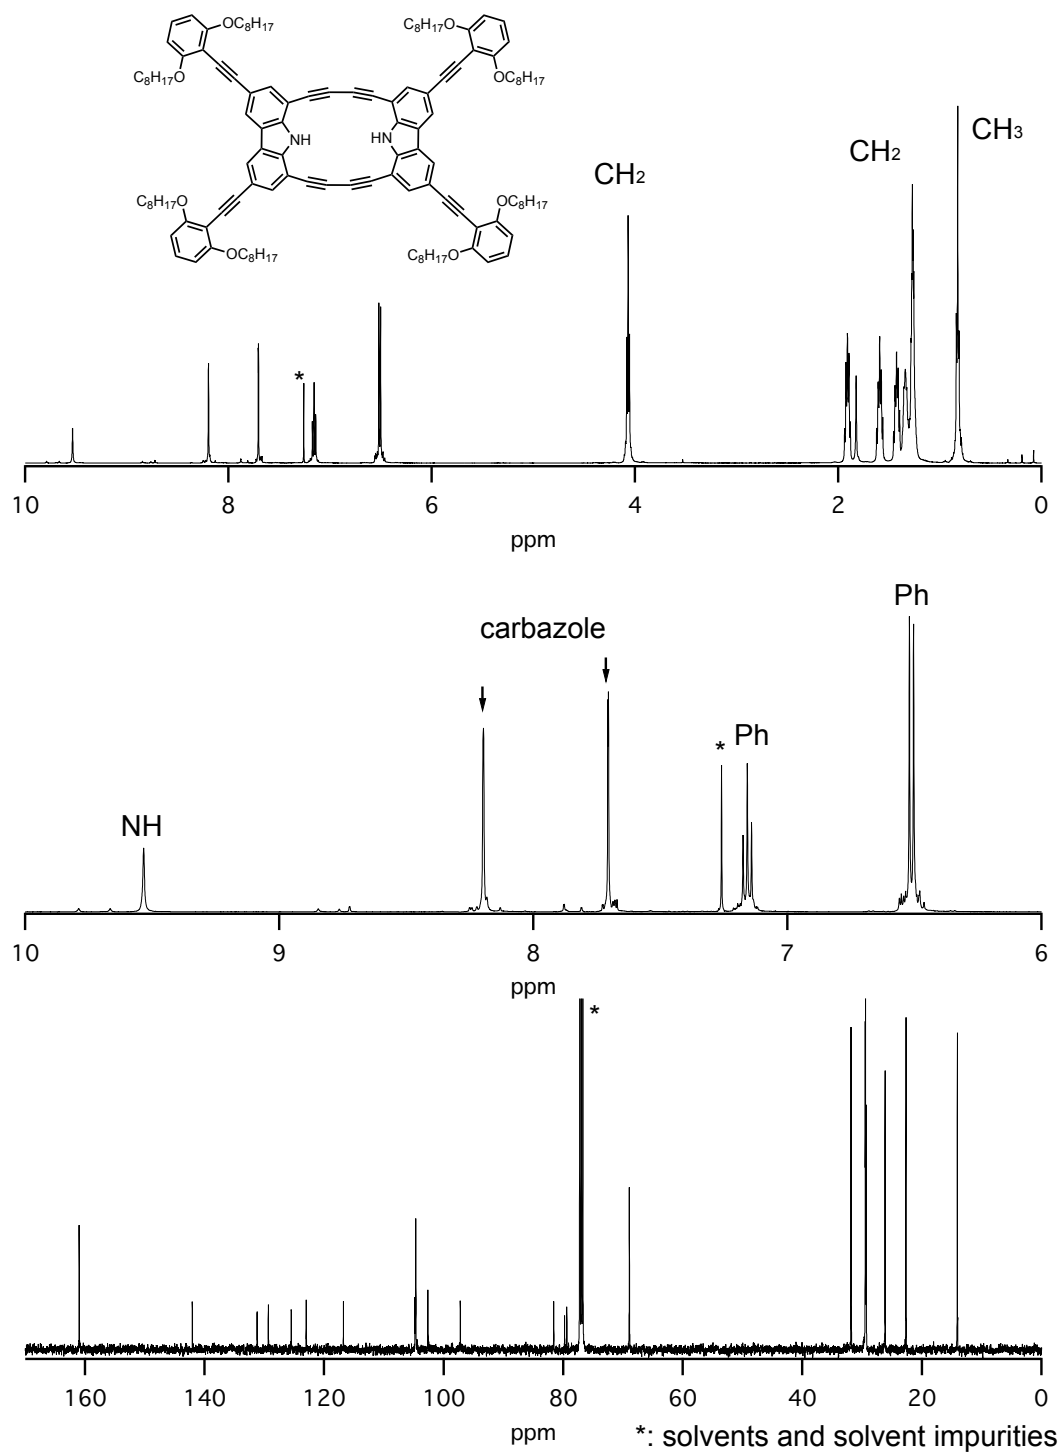 OC8H17 C8H17O
C8H17O OC8H17
NH HN
C8H17O OC8H17
OC8H17 C8H17O
CH2 CH2 CH3
*
10 8 6 4 2 0
ppm
Ph
carbazole
* Ph
NH
10 9 8 7 6
ppm
*
160 140 120 100 80 60 40 20 0
ppm
*: solvents and solvent impurities